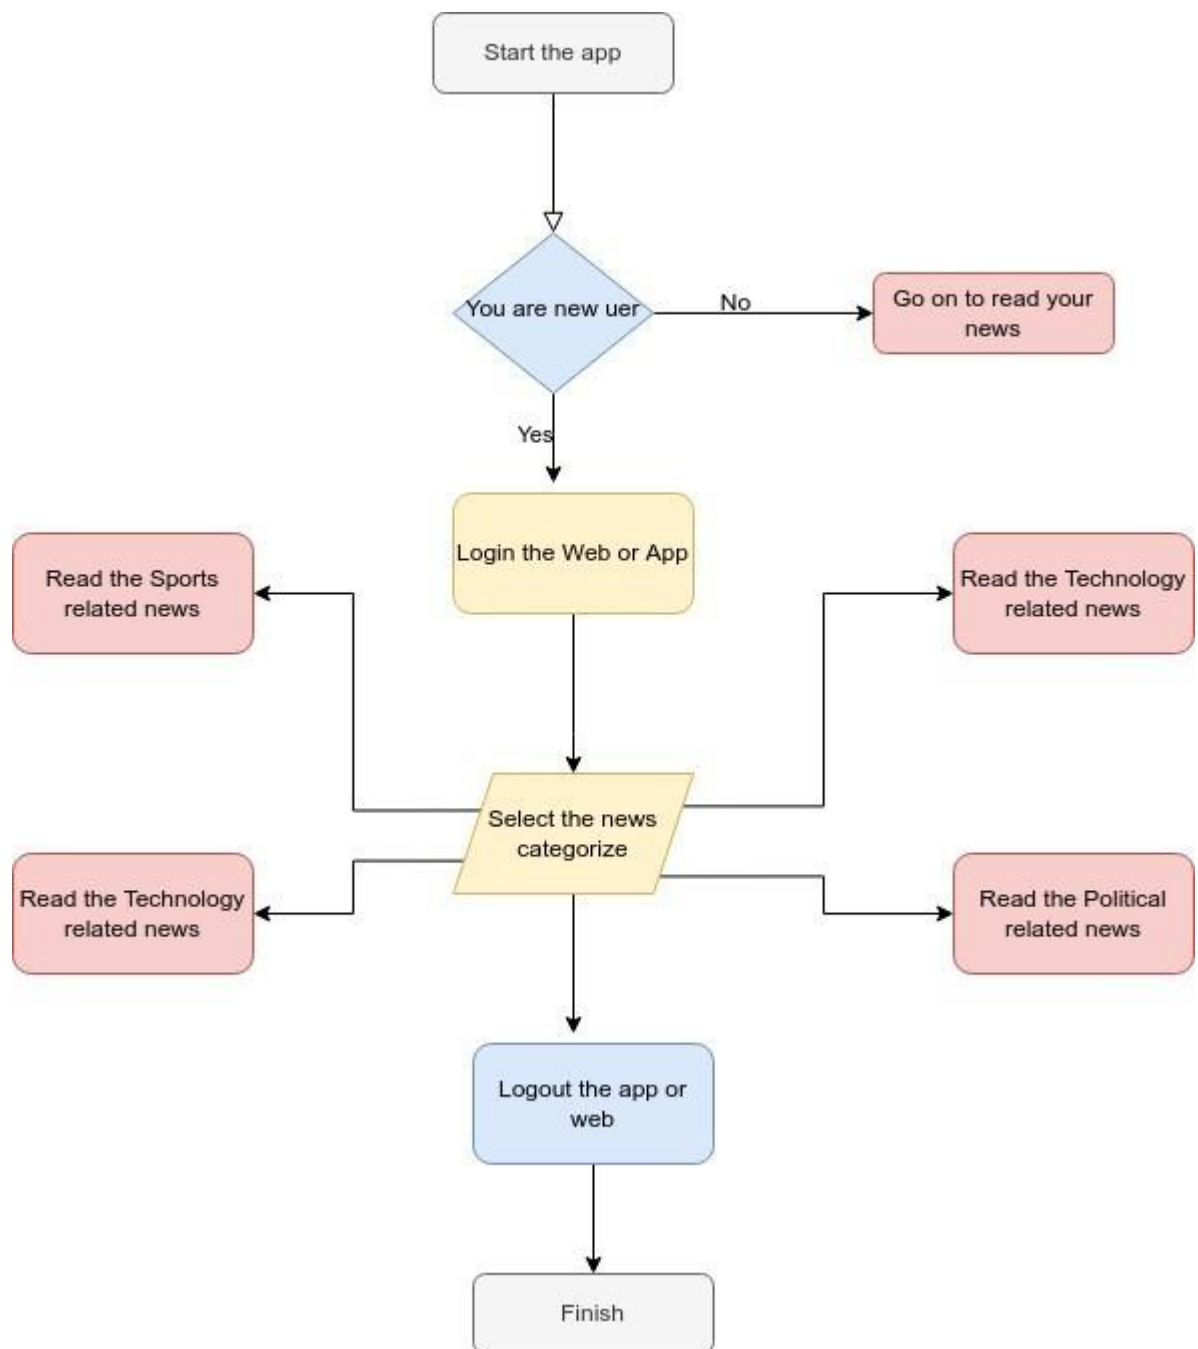 Start the app
You are new uer
No
Go on to read your
news
Yes
Login the Web or App
Read the Sports
related news
Read the Technology
related news
Select the news
categorize
Read the Technology
related news
Read the Political
related news
Logout the app or
web
Finish